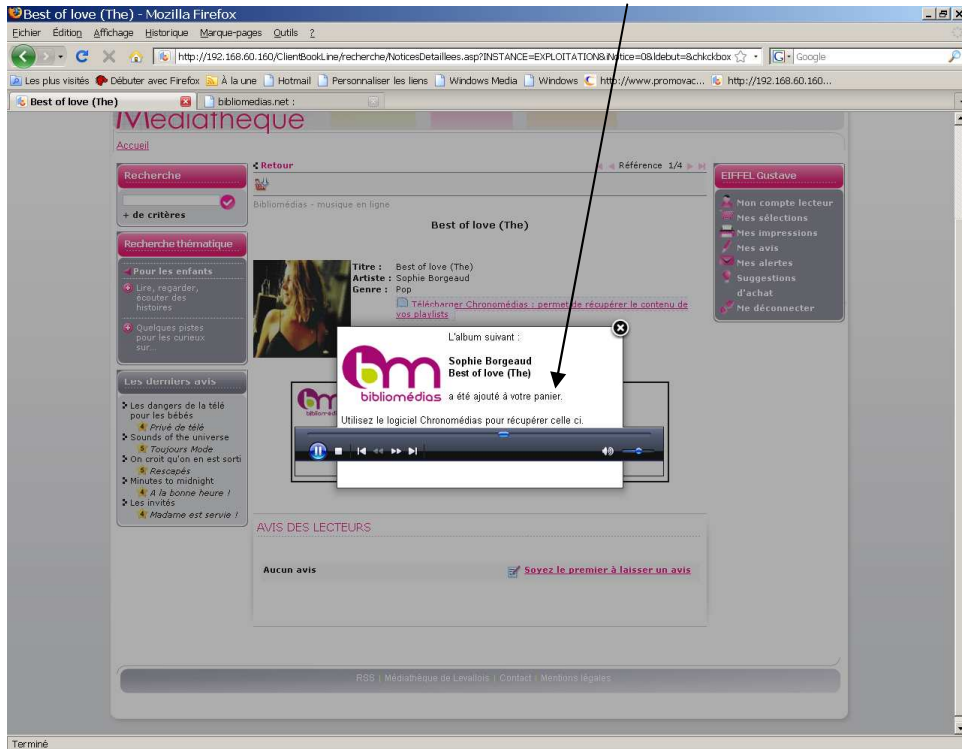 Best of love (The) - Mozilla Firefox
Fichier Édition Affichage Historique Marque-pages Outils ?
http://192.168.60.160/ClientBookLine/recherche/NoticesDetaillees.asp?INSTANCE=EXPLOITATION&iNotice=0&ldebut=&chkckbox
Google
Les plus visités Débuter avec Firefox À la une Hotmail Personnaliser les liens Windows Media Windows http://www.promovac... http://192.168.60.160...
Best of love (The)
bibliomedias.net :
Médiathèque
Accueil
Recherche
+ de critères
Recherche thématique
Pour les enfants
Lire, regarder,
écouter des
histoires
Quelques pistes
pour les curieux
sur...
Les derniers avis
Les dangers de la télé
pour les bébés
4 Privé de télé
Sounds of the universe
5 Toujours Mode
On croit qu'on en est sorti
5 Rescapés
Minutes to midnight
4 A la bonne heure !
Les invités
4 Madame est servie !
Retour
Référence 1/4
Bibliomédias - musique en ligne
Best of love (The)
Titre : Best of love (The)
Artiste : Sophie Borgeaud
Genre : Pop
Télécharger Chronomédias : permet de récupérer le contenu de
vos playlists
L'album suivant :
Sophie Borgeaud
Best of love (The)
a été ajouté à votre panier.
bm
bibliomédias
Utilisez le logiciel Chronomédias pour récupérer celle ci.
AVIS DES LECTEURS
Aucun avis
Soyez le premier à laisser un avis
EIFFEL Gustave
Mon compte lecteur
Mes sélections
Mes impressions
Mes avis
Mes alertes
Suggestions
d'achat
Me déconnecter
RSS | Médiathèque de Levallois | Contact | Mentions légales
Terminé